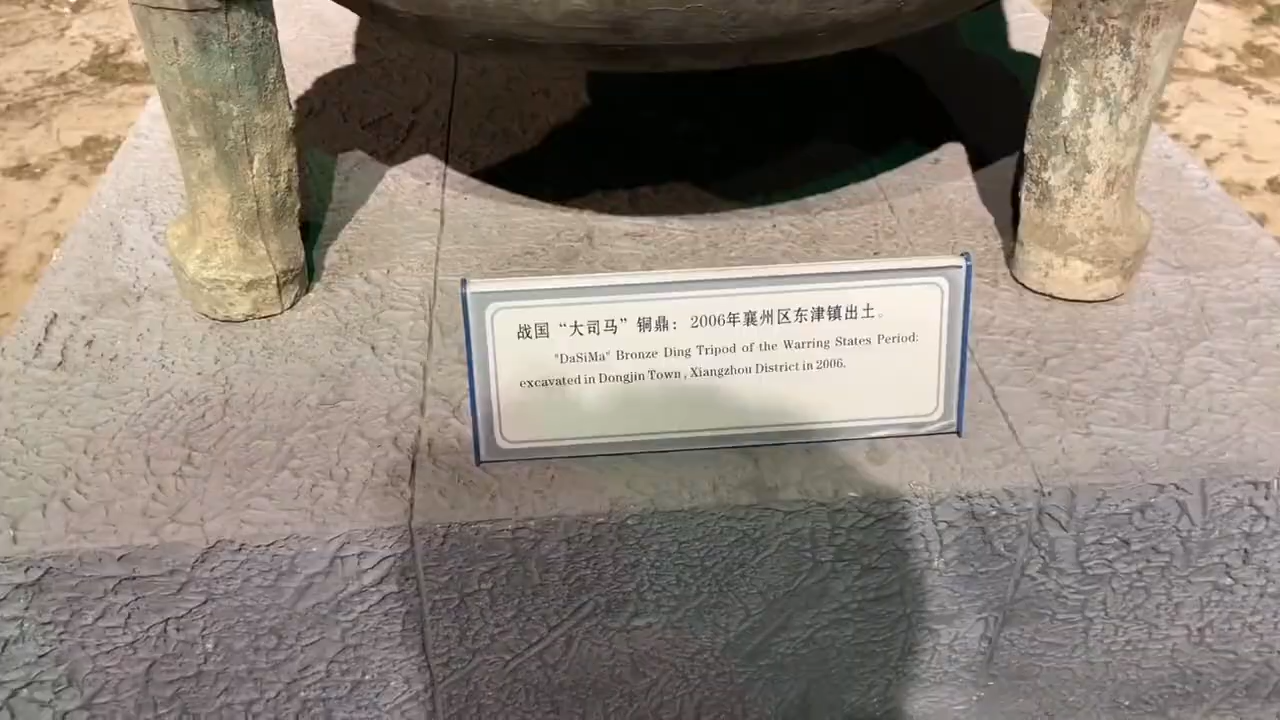 战国“大司马”铜鼎：2006年襄州区东津镇出土。
"DaSiMa" Bronze Ding Tripod of the Warring States Period:
excavated in Dongjin Town , Xiangzhou District in 2006.